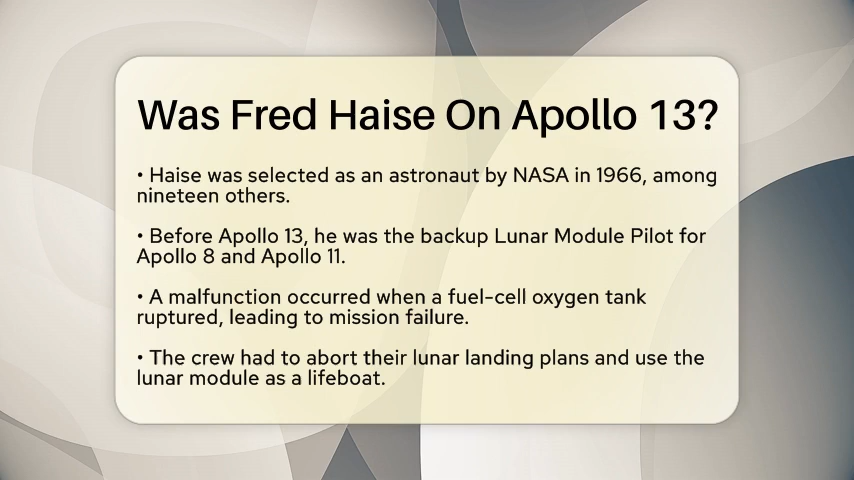 Was Fred Haise On Apollo 13?
• Haise was selected as an astronaut by NASA in 1966, among
nineteen others.
• Before Apollo 13, he was the backup Lunar Module Pilot for
Apollo 8 and Apollo 11.
• A malfunction occurred when a fuel-cell oxygen tank
ruptured, leading to mission failure.
• The crew had to abort their lunar landing plans and use the
lunar module as a lifeboat.